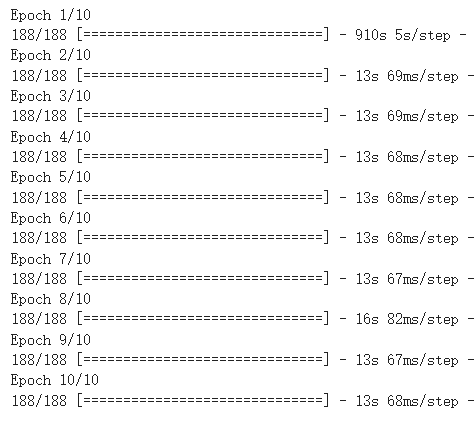 Epoch 1/10
188/188 [==============================] - 910s 5s/step -
Epoch 2/10
188/188 [==============================] - 13s 69ms/step -
Epoch 3/10
188/188 [==============================] - 13s 69ms/step -
Epoch 4/10
188/188 [==============================] - 13s 68ms/step -
Epoch 5/10
188/188 [==============================] - 13s 68ms/step -
Epoch 6/10
188/188 [==============================] - 13s 68ms/step -
Epoch 7/10
188/188 [==============================] - 13s 67ms/step -
Epoch 8/10
188/188 [==============================] - 16s 82ms/step -
Epoch 9/10
188/188 [==============================] - 13s 67ms/step -
Epoch 10/10
188/188 [==============================] - 13s 68ms/step -